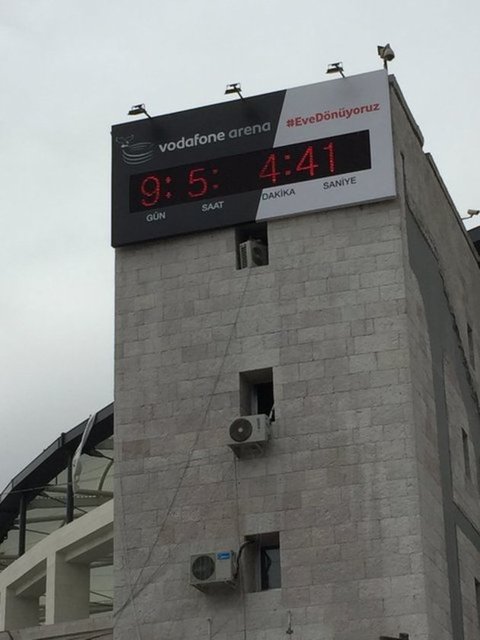 vodafone arena
#EveDönüyoruz
9: 5: 4:41
GÜN SAAT DAKİKA SANİYE